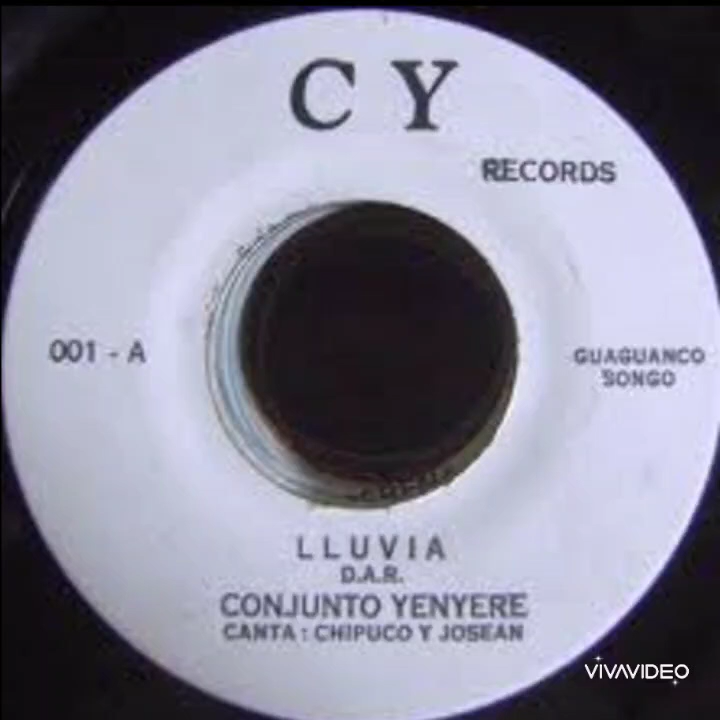 C Y
RECORDS
001 - A
GUAGUANCO
SONGO
LLUVIA
D.A.R.
CONJUNTO YENYERE
CANTA : CHIPUCO Y JOSEAN
VIVAVIDEO